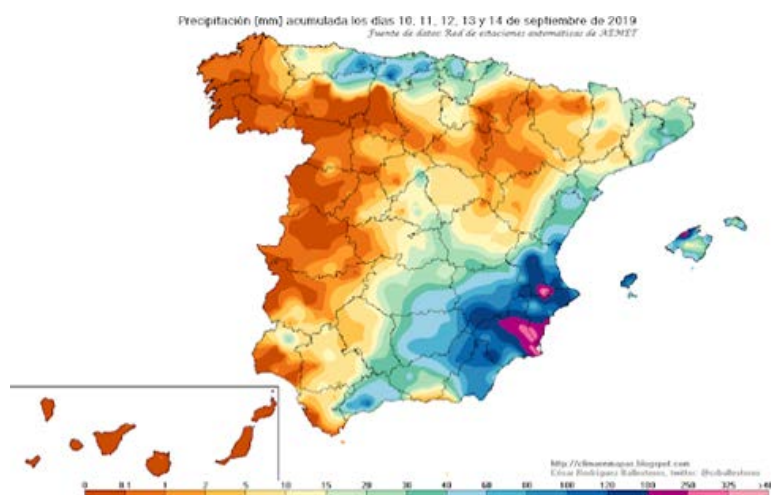 Precipitación [mm] acumulada los días 10, 11, 12, 13 y 14 de septiembre de 2019
Fuente de datos: Red de estaciones automáticas de AEMET
http://climaenmapas.blogspot.com
César Rodríguez Ballesteros, twitter: @crballesteros
0 0.1 1 2 5 10 15 20 40 60 80 100 120 180 250 325